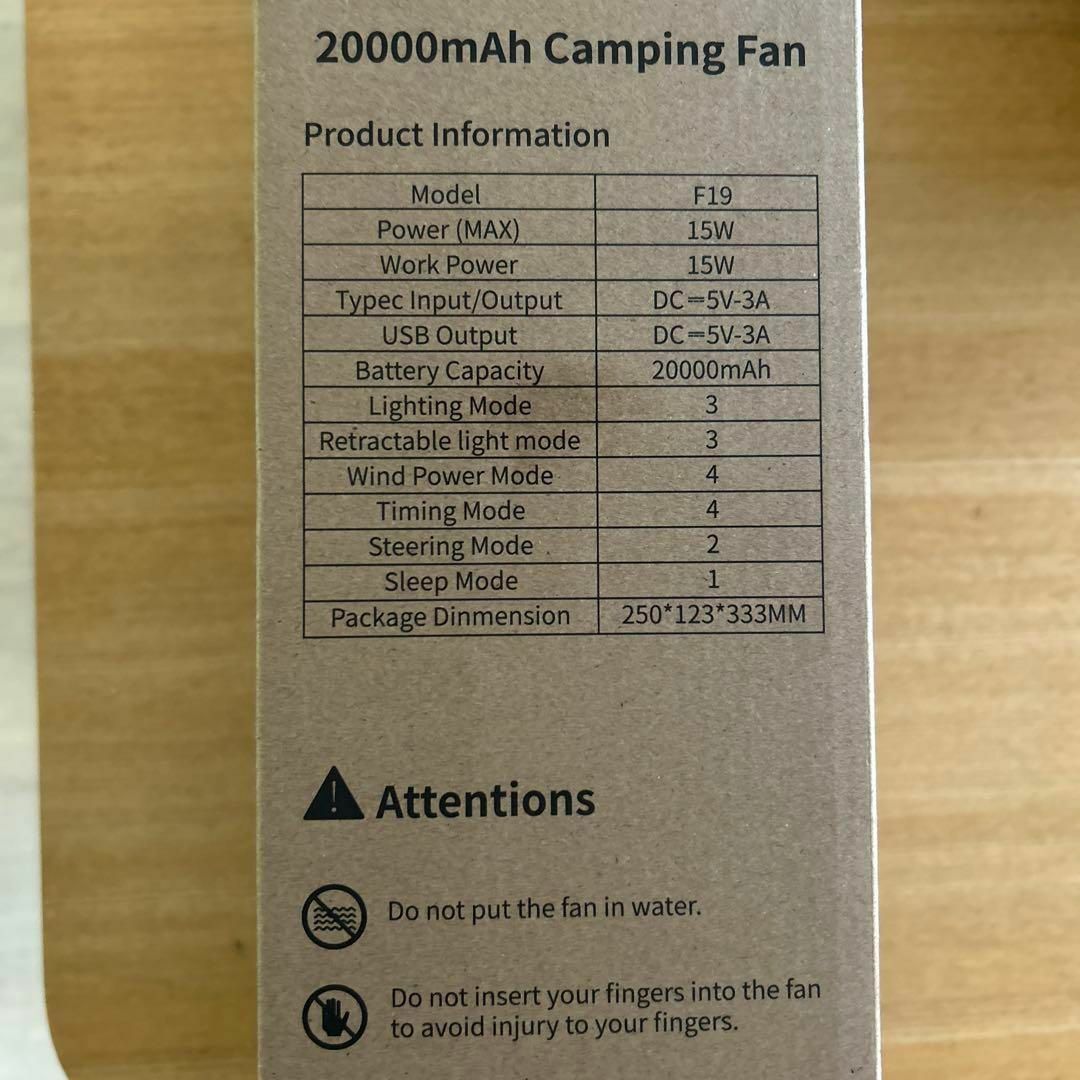 20000mAh Camping Fan
Product Information
Model F19
Power (MAX) 15W
Work Power 15W
Typec Input/Output DC⎓5V-3A
USB Output DC⎓5V-3A
Battery Capacity 20000mAh
Lighting Mode 3
Retractable light mode 3
Wind Power Mode 4
Timing Mode 4
Steering Mode 2
Sleep Mode 1
Package Dinmension 250*123*333MM
Attentions
Do not put the fan in water.
Do not insert your fingers into the fan
to avoid injury to your fingers.